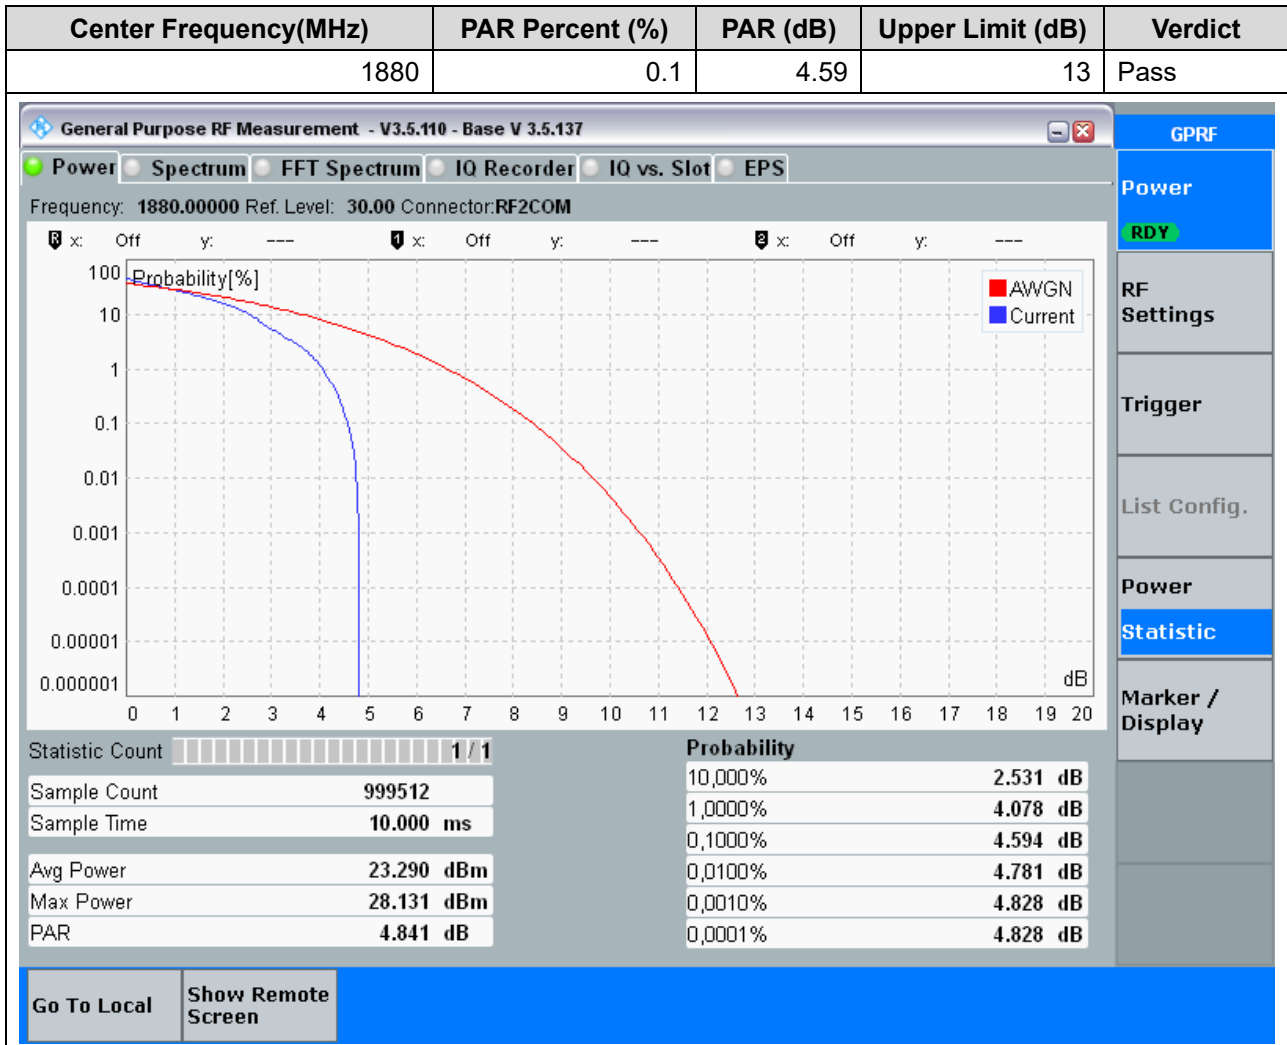 Center Frequency(MHz) PAR Percent (%) PAR (dB) Upper Limit (dB) Verdict
1880 0.1 4.59 13 Pass
General Purpose RF Measurement - V3.5.110 - Base V 3.5.137
GPRF
Power Spectrum FFT Spectrum IQ Recorder IQ vs. Slot EPS
Power
RDY
Frequency: 1880.00000 Ref. Level: 30.00 Connector:RF2COM
R x: Off y: --- 1 x: Off y: --- 2 x: Off y: ---
Probability[%]
100
10
1
0.1
0.01
0.001
0.0001
0.00001
0.000001
AWGN
Current
dB
0 1 2 3 4 5 6 7 8 9 10 11 12 13 14 15 16 17 18 19 20
RF
Settings
Trigger
List Config.
Power
Statistic
Marker /
Display
Statistic Count 1 / 1
Sample Count 999512
Sample Time 10.000 ms
Avg Power 23.290 dBm
Max Power 28.131 dBm
PAR 4.841 dB
Probability
10,000% 2.531 dB
1,0000% 4.078 dB
0,1000% 4.594 dB
0,0100% 4.781 dB
0,0010% 4.828 dB
0,0001% 4.828 dB
Go To Local
Show Remote
Screen